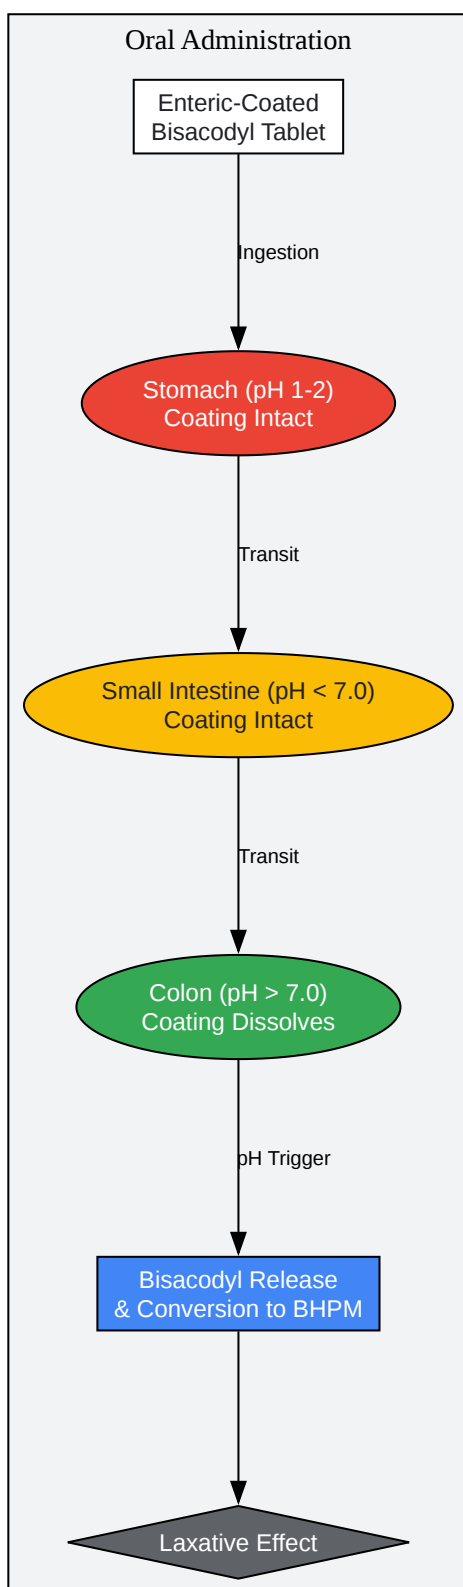 Oral Administration
Enteric-Coated
Bisacodyl Tablet
Ingestion
Stomach (pH 1-2)
Coating Intact
Transit
Small Intestine (pH < 7.0)
Coating Intact
Transit
Colon (pH > 7.0)
Coating Dissolves
pH Trigger
Bisacodyl Release
& Conversion to BHPM
Laxative Effect